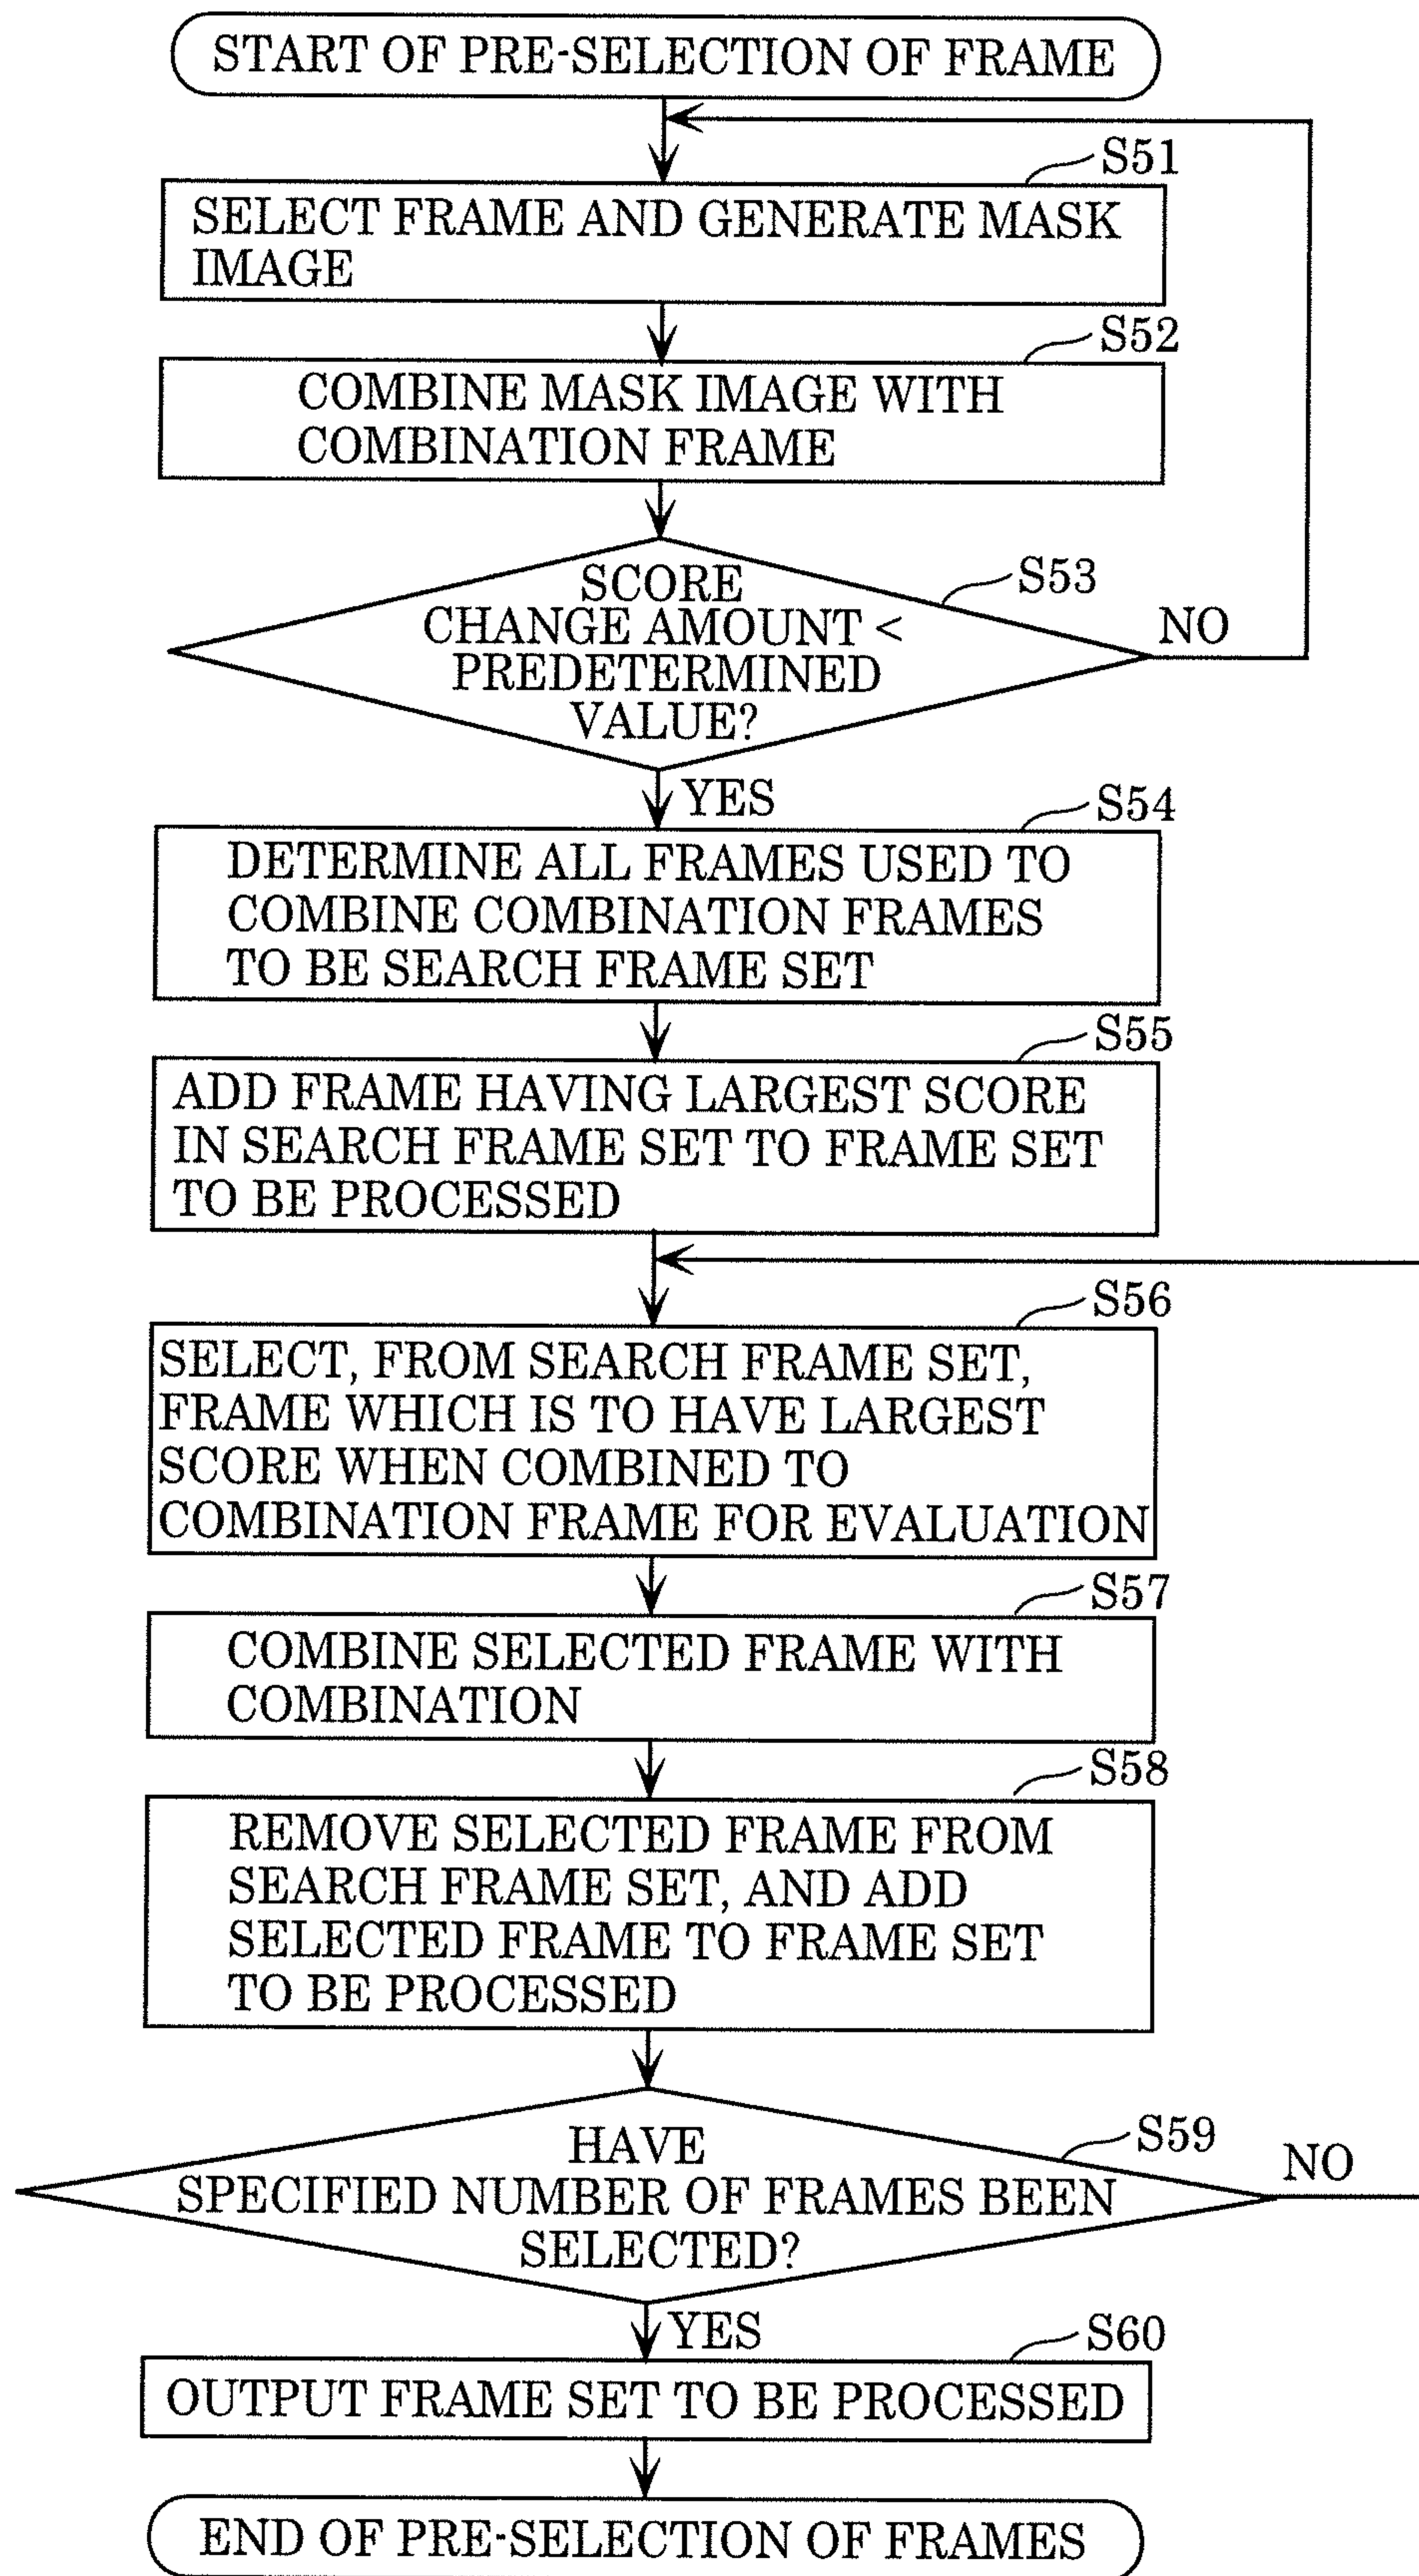 START OF PRE-SELECTION OF FRAME
S51
SELECT FRAME AND GENERATE MASK
IMAGE
S52
COMBINE MASK IMAGE WITH
COMBINATION FRAME
S53
SCORE
CHANGE AMOUNT <
PREDETERMINED
VALUE?
NO
YES
S54
DETERMINE ALL FRAMES USED TO
COMBINE COMBINATION FRAMES
TO BE SEARCH FRAME SET
S55
ADD FRAME HAVING LARGEST SCORE
IN SEARCH FRAME SET TO FRAME SET
TO BE PROCESSED
S56
SELECT, FROM SEARCH FRAME SET,
FRAME WHICH IS TO HAVE LARGEST
SCORE WHEN COMBINED TO
COMBINATION FRAME FOR EVALUATION
S57
COMBINE SELECTED FRAME WITH
COMBINATION
S58
REMOVE SELECTED FRAME FROM
SEARCH FRAME SET, AND ADD
SELECTED FRAME TO FRAME SET
TO BE PROCESSED
S59
HAVE
SPECIFIED NUMBER OF FRAMES BEEN
SELECTED?
NO
YES
S60
OUTPUT FRAME SET TO BE PROCESSED
END OF PRE-SELECTION OF FRAMES